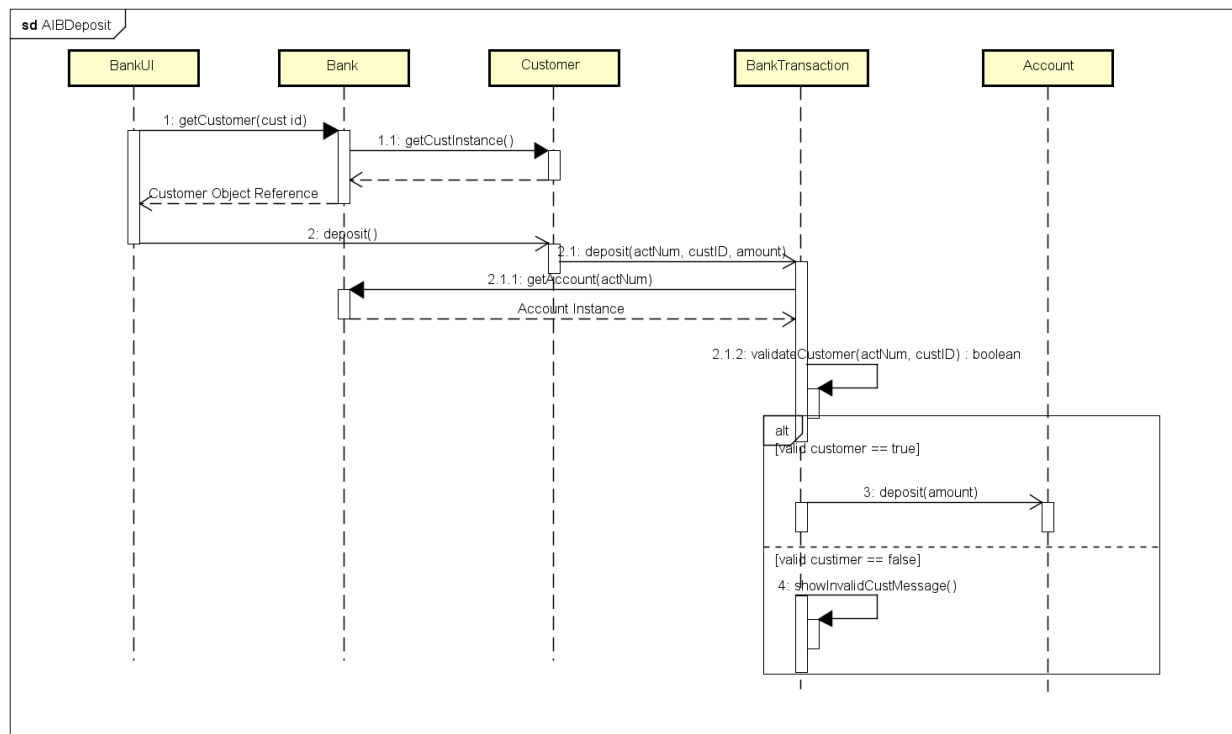 sd AIBDeposit
BankUI
Bank
Customer
BankTransaction
Account
1: getCustomer(cust id)
1.1: getCustInstance()
Customer Object Reference
2: deposit()
2.1: deposit(actNum, custID, amount)
2.1.1: getAccount(actNum)
Account Instance
2.1.2: validateCustomer(actNum, custID) : boolean
alt
[valid customer == true]
3: deposit(amount)
[valid custimer == false]
4: showInvalidCustMessage()